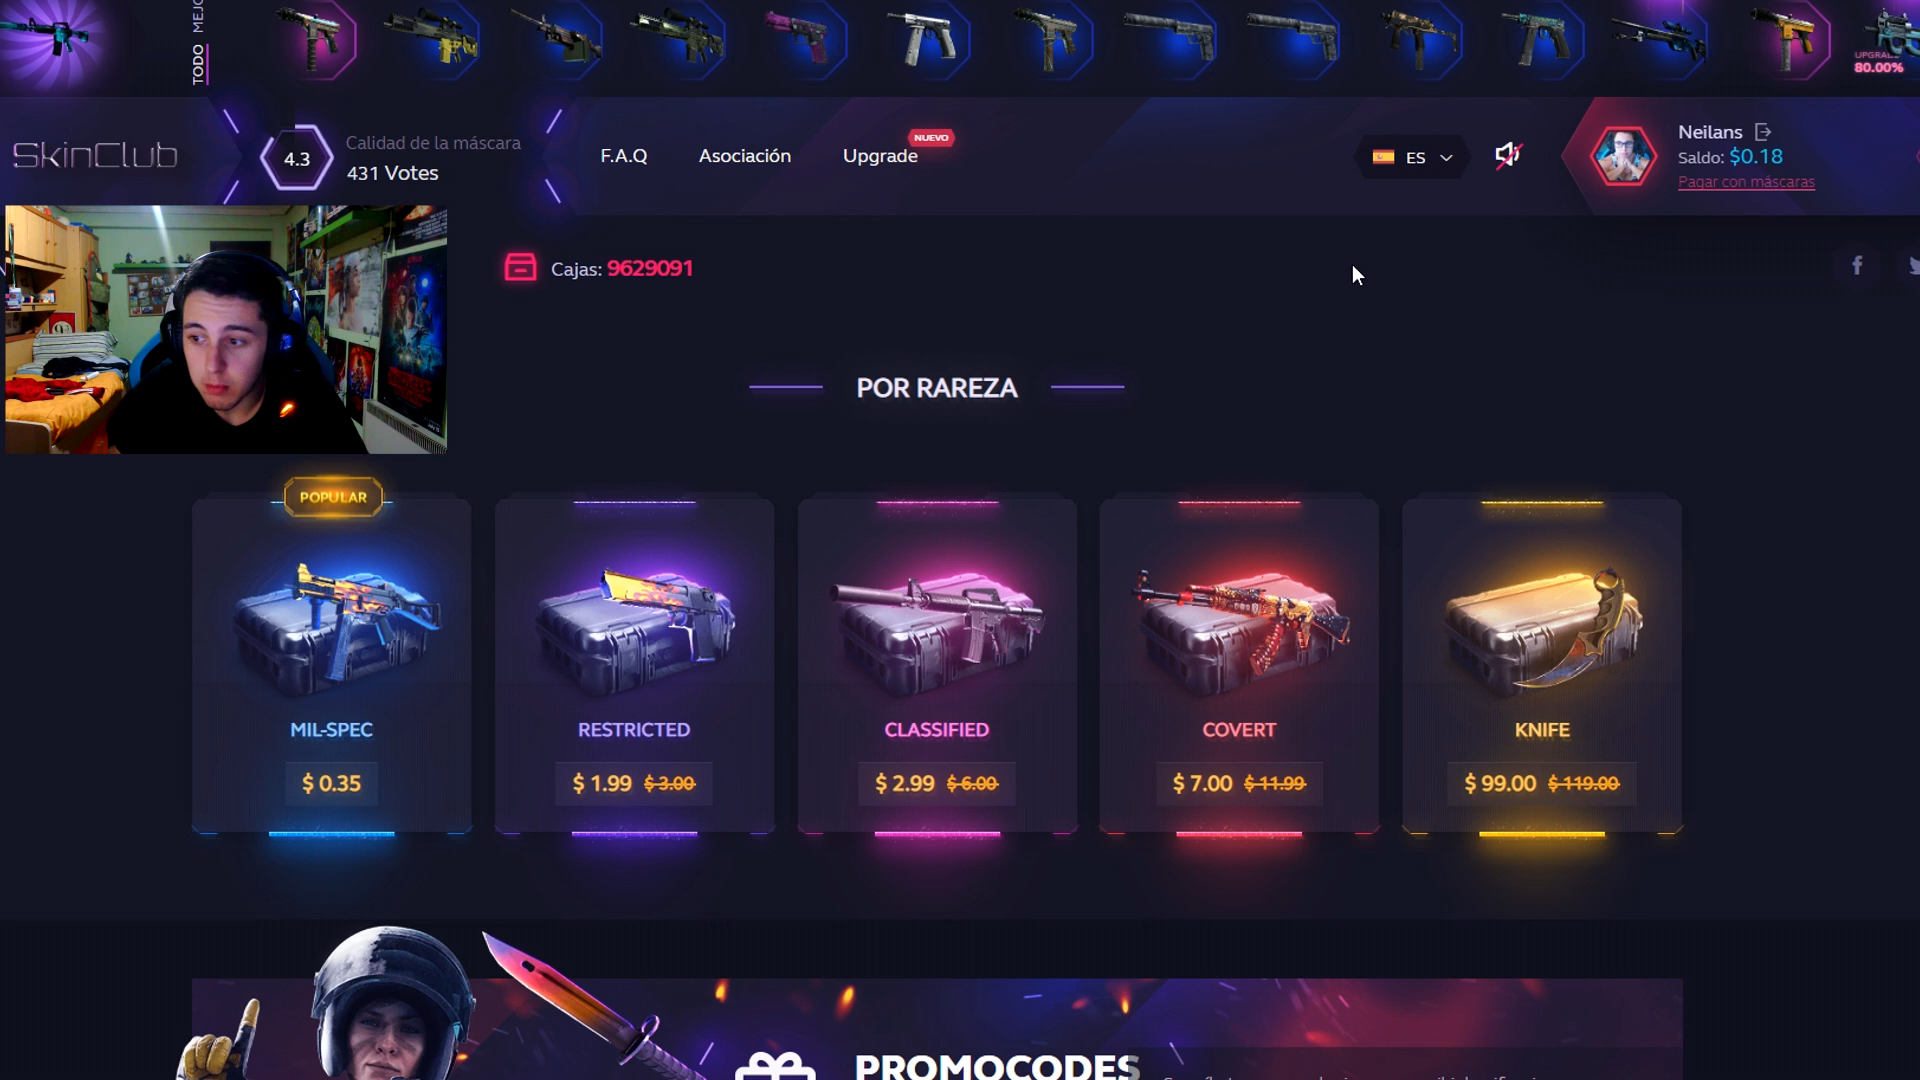 TODO
MEJO
UPGRAD
80.00%
SkinClub
4.3
Calidad de la máscara
431 Votes
F.A.Q
Asociación
Upgrade
NUEVO
ES
Neilans
Saldo: $0.18
Pagar con máscaras
Cajas: 9629091
POR RAREZA
POPULAR
MIL-SPEC
$ 0.35
RESTRICTED
$ 1.99 $ 3.00
CLASSIFIED
$ 2.99 $ 6.00
COVERT
$ 7.00 $ 11.99
KNIFE
$ 99.00 $ 119.00
PROMOCODES